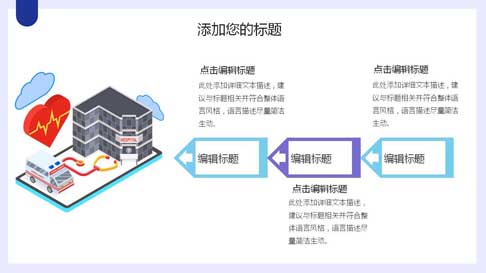 添加您的标题
点击编辑标题
此处添加详细文本描述，建
议与标题相关并符合整体语
言风格，语言描述尽量简洁
生动。
点击编辑标题
此处添加详细文本描述，建
议与标题相关并符合整体语
言风格，语言描述尽量简洁
生动。
HOSPITAL
编辑标题
编辑标题
编辑标题
点击编辑标题
此处添加详细文本描述，
建议与标题相关并符合整
体语言风格，语言描述尽
量简洁生动。